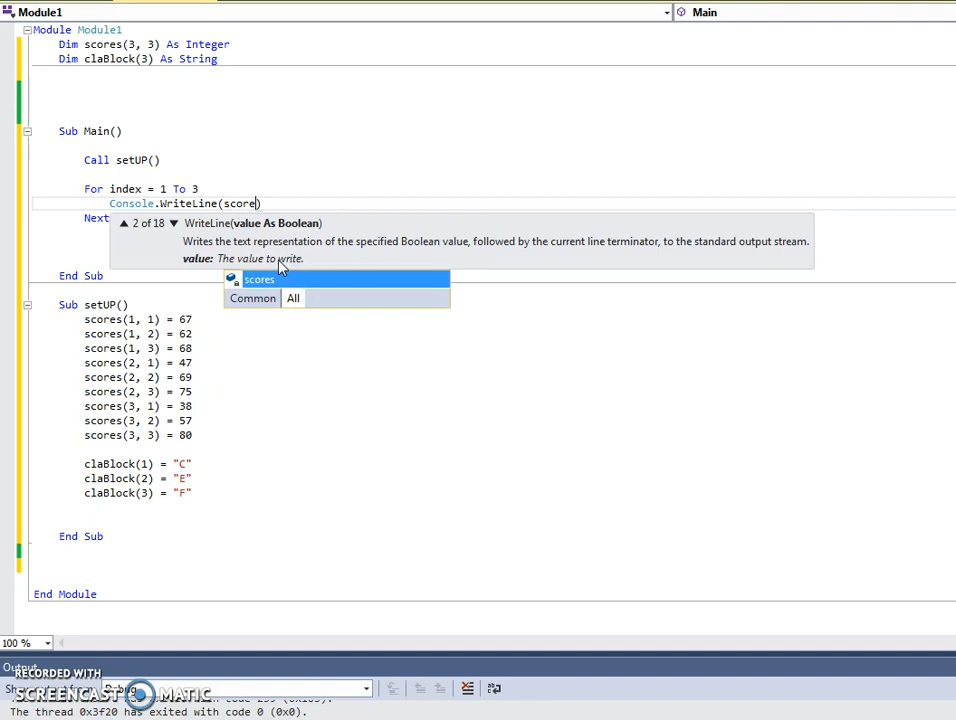 Module1 Main
Module Module1
Dim scores(3, 3) As Integer
Dim claBlock(3) As String
Sub Main()
Call setUP()
For index = 1 To 3
Console.WriteLine(score)
Next
2 of 18 WriteLine(value As Boolean)
Writes the text representation of the specified Boolean value, followed by the current line terminator, to the standard output stream.
value: The value to write.
scores
Common All
End Sub
Sub setUP()
scores(1, 1) = 67
scores(1, 2) = 62
scores(1, 3) = 68
scores(2, 1) = 47
scores(2, 2) = 69
scores(2, 3) = 75
scores(3, 1) = 38
scores(3, 2) = 57
scores(3, 3) = 80
claBlock(1) = "C"
claBlock(2) = "E"
claBlock(3) = "F"
End Sub
End Module
100 %
Output
RECORDED WITH
SCREENCAST MATIC
The thread 0x3f20 has exited with code 0 (0x0).